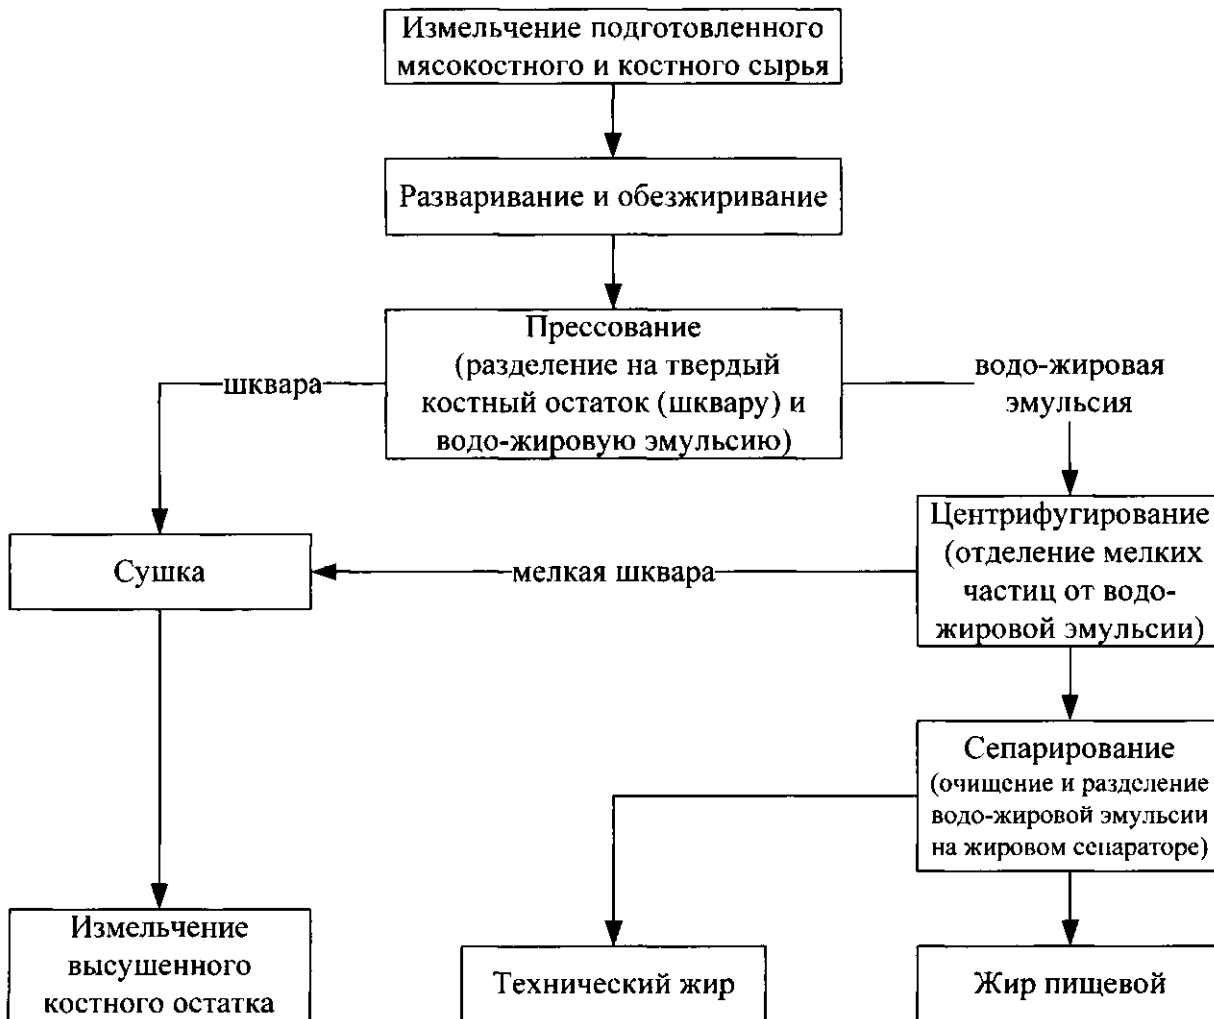 Измельчение подготовленного
мясокостного и костного сырья
Разваривание и обезжиривание
Прессование
(разделение на твердый
костный остаток (шквару) и
водо-жировую эмульсию)
шквара
водо-жировая
эмульсия
Центрифугирование
(отделение мелких
частиц от водо-
жировой эмульсии)
Сушка
мелкая шквара
Сепарирование
(очищение и разделение
водо-жировой эмульсии
на жировом сепараторе)
Измельчение
высушенного
костного остатка
Технический жир
Жир пищевой